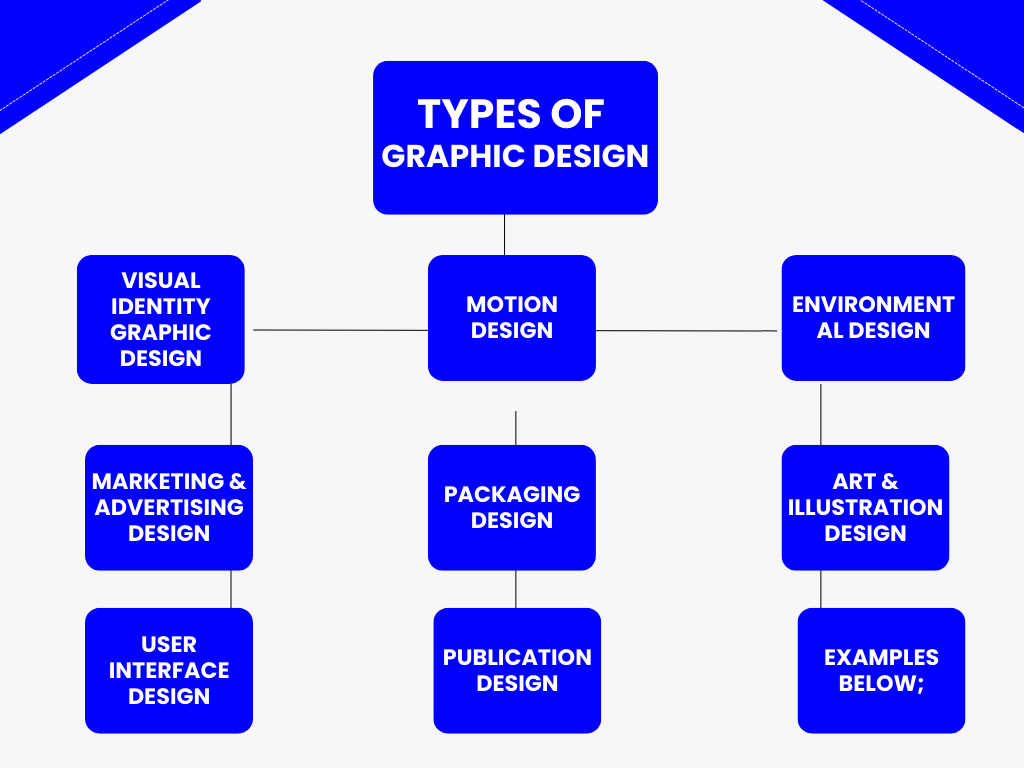 TYPES OF
GRAPHIC DESIGN
VISUAL
IDENTITY
GRAPHIC
DESIGN
MOTION
DESIGN
ENVIRONMENT
AL DESIGN
MARKETING &
ADVERTISING
DESIGN
PACKAGING
DESIGN
ART &
ILLUSTRATION
DESIGN
USER
INTERFACE
DESIGN
PUBLICATION
DESIGN
EXAMPLES
BELOW;